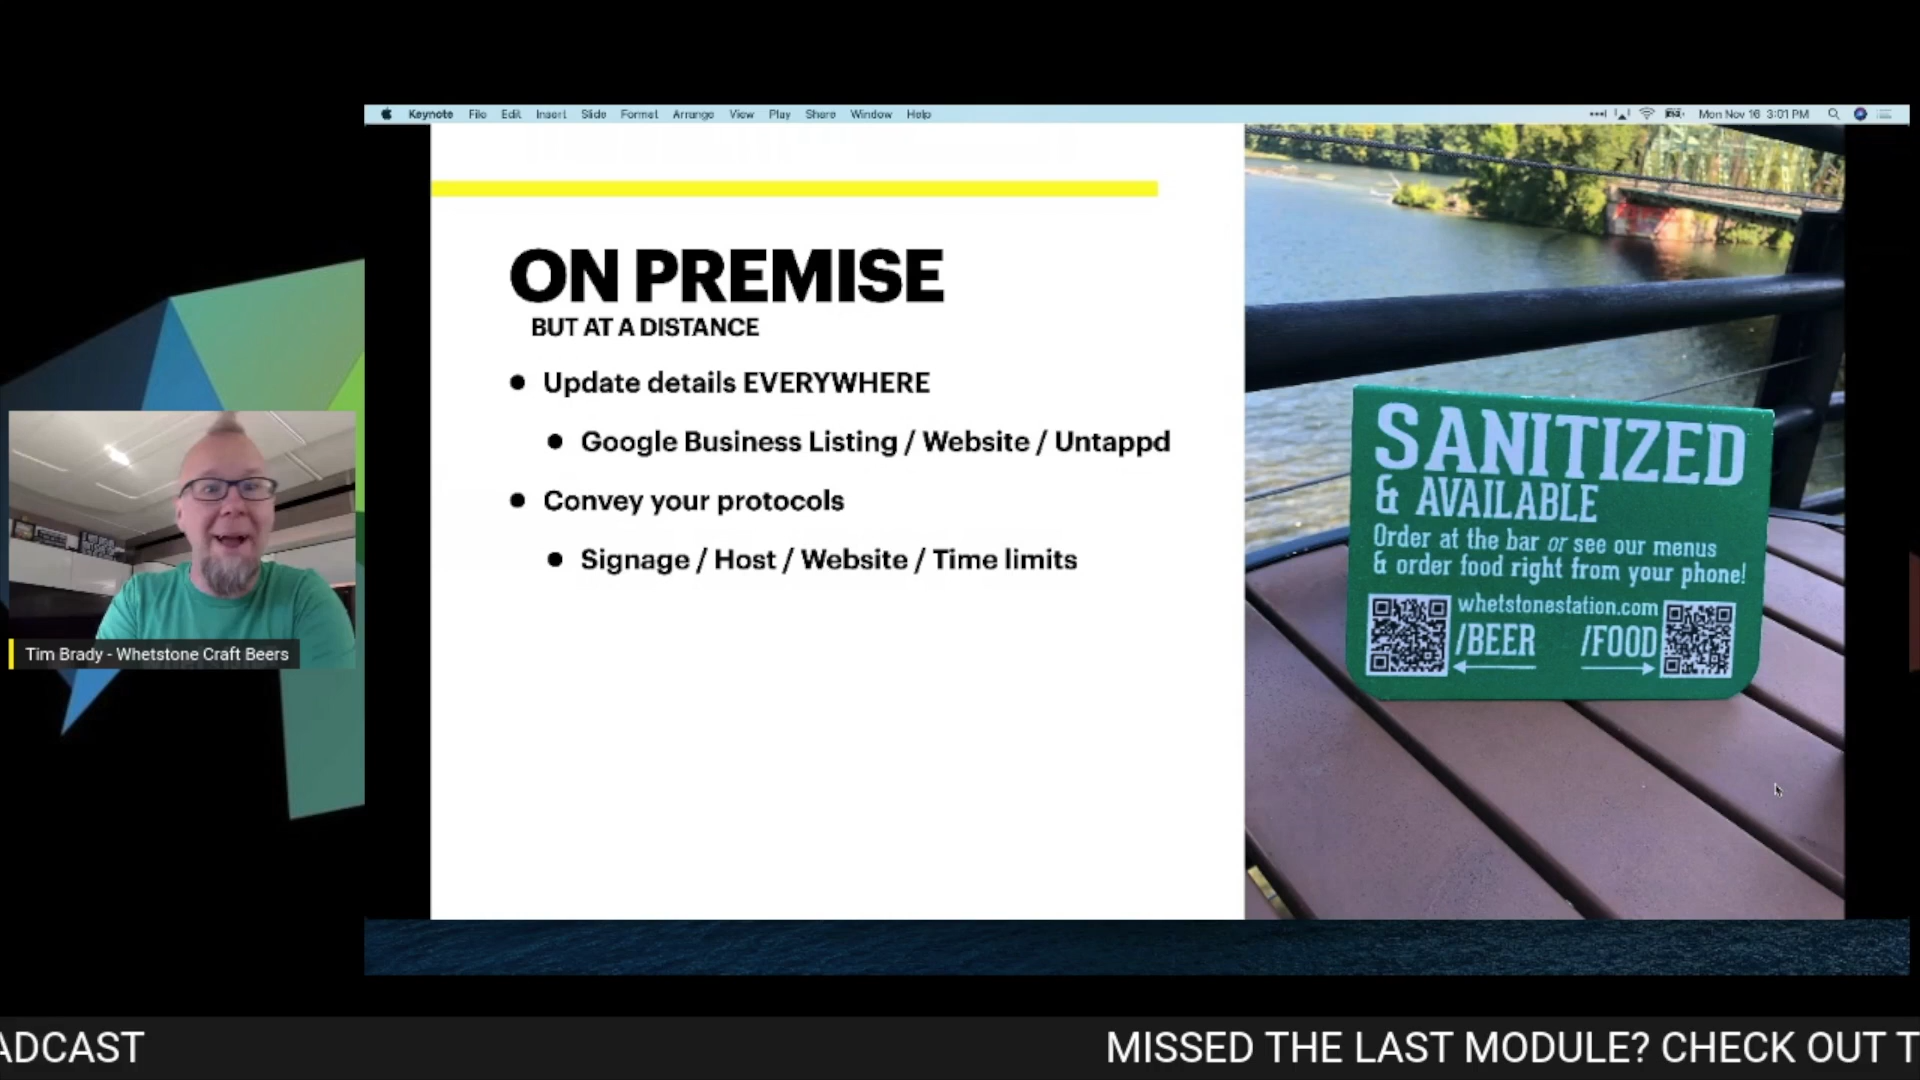 Keynote File Edit Insert Slide Format Arrange View Play Share Window Help
Mon Nov 16 3:01 PM
ON PREMISE
BUT AT A DISTANCE
Update details EVERYWHERE
Google Business Listing / Website / Untappd
Convey your protocols
Signage / Host / Website / Time limits
SANITIZED
& AVAILABLE
Order at the bar or see our menus
& order food right from your phone!
whetstonestation.com
/BEER /FOOD
Tim Brady - Whetstone Craft Beers
ADCAST
MISSED THE LAST MODULE? CHECK OUT T